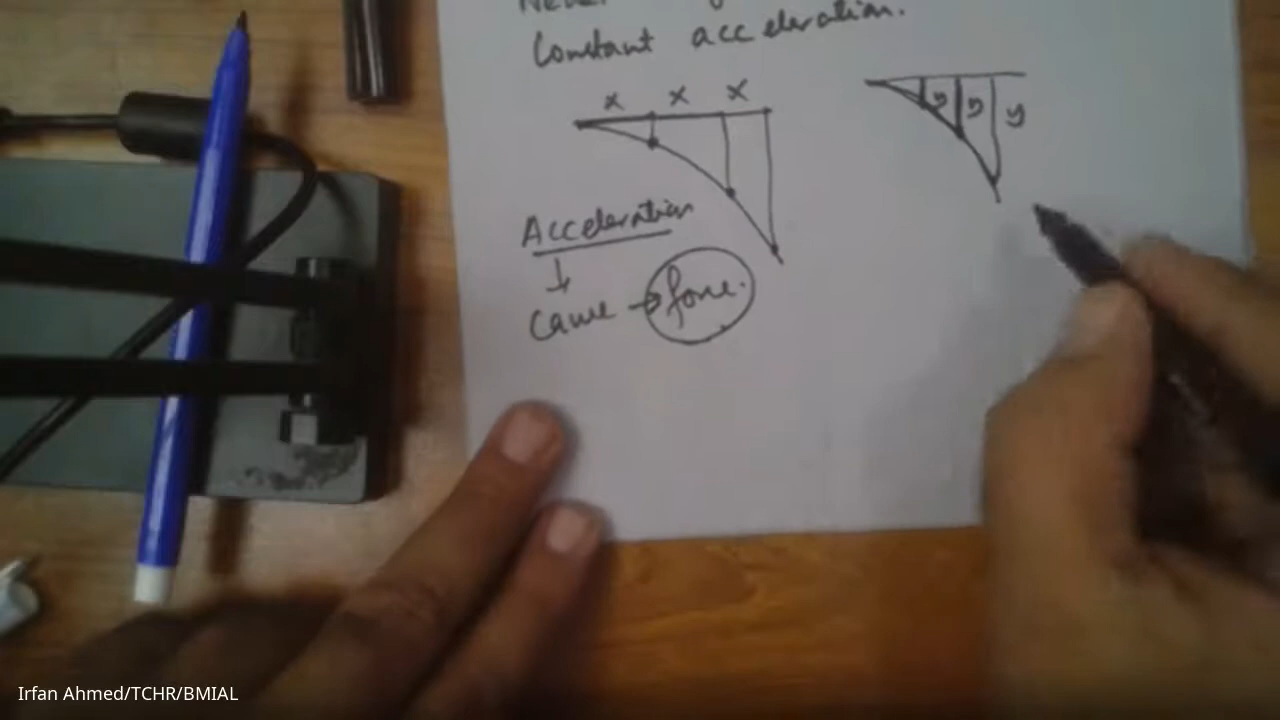 Constant acceleration.
x x x
y y y
Acceleration
↓
Cause → force.
Irfan Ahmed/TCHR/BMIAL